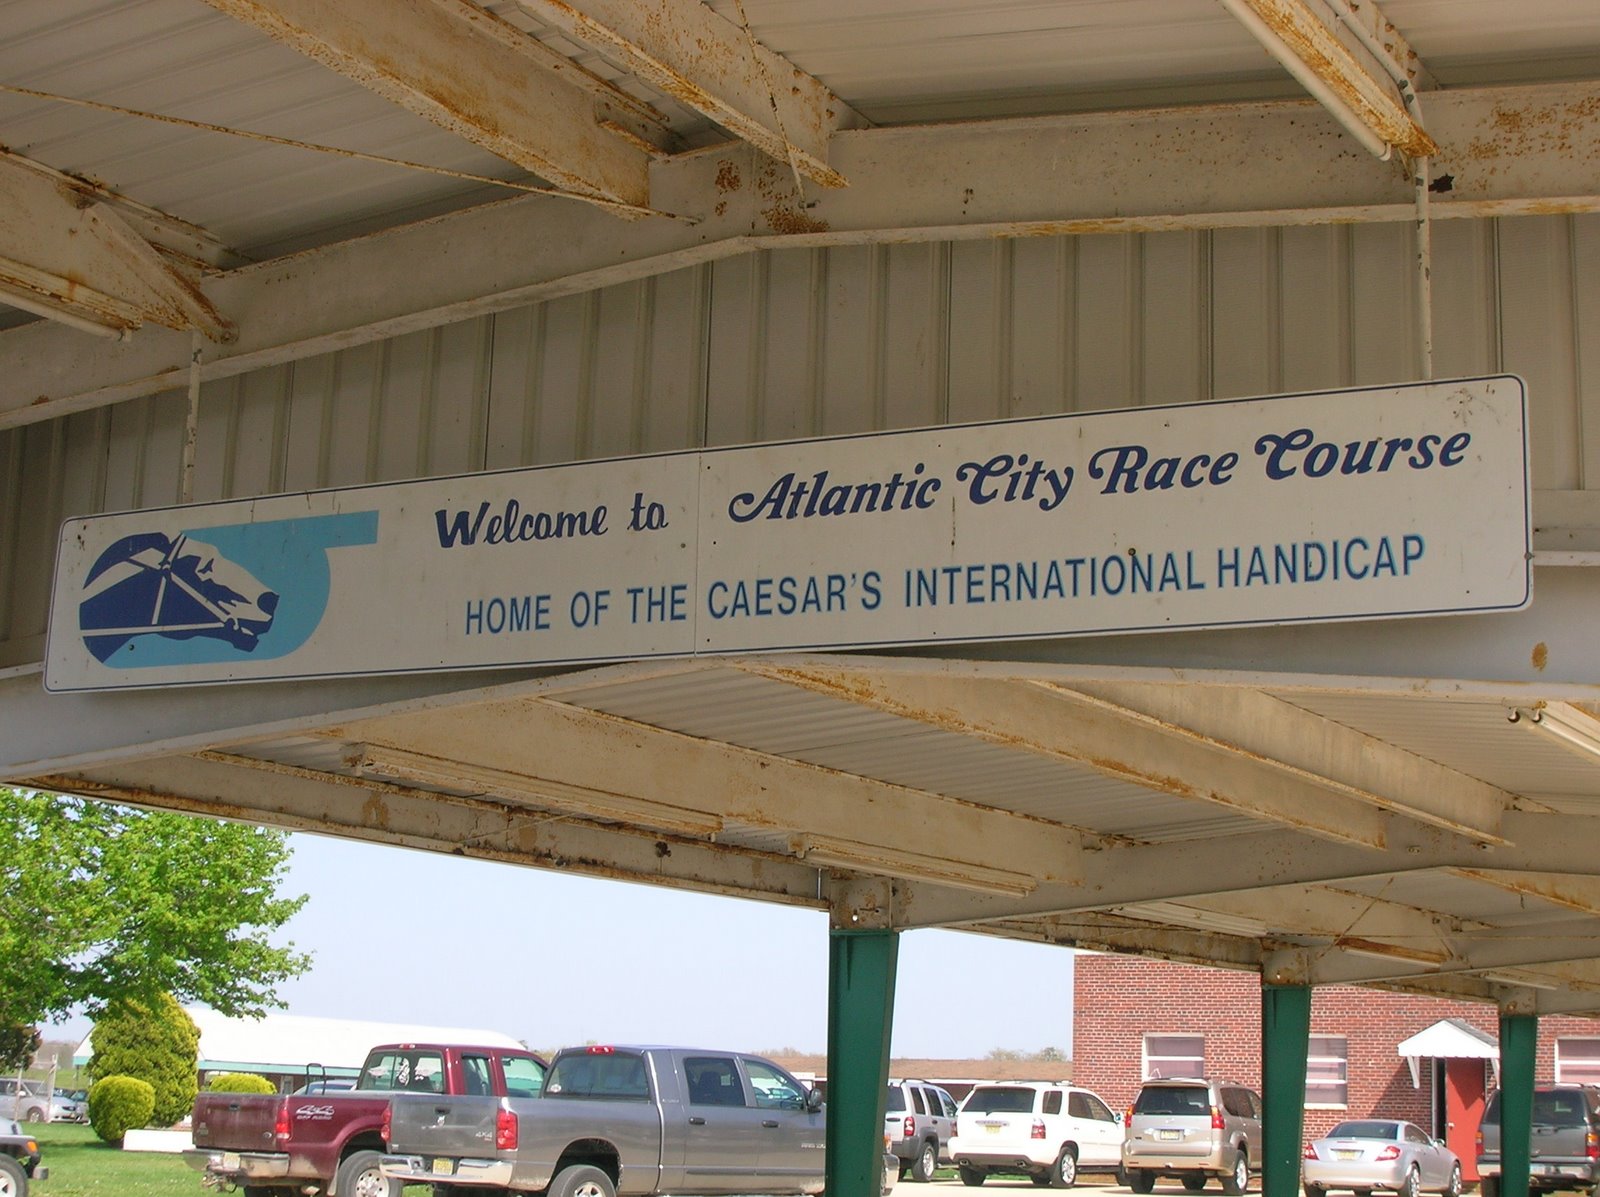 Welcome to Atlantic City Race Course
HOME OF THE CAESAR'S INTERNATIONAL HANDICAP